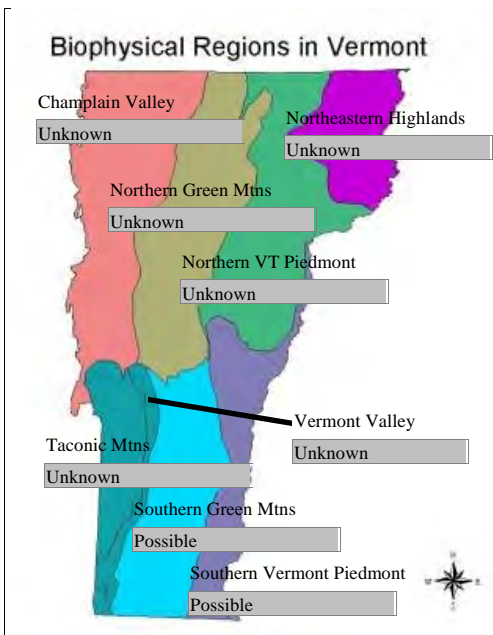 Biophysical Regions in Vermont
Champlain Valley
Unknown
Northeastern Highlands
Unknown
Northern Green Mtns
Unknown
Northern VT Piedmont
Unknown
Vermont Valley
Unknown
Taconic Mtns
Unknown
Southern Green Mtns
Possible
Southern Vermont Piedmont
Possible